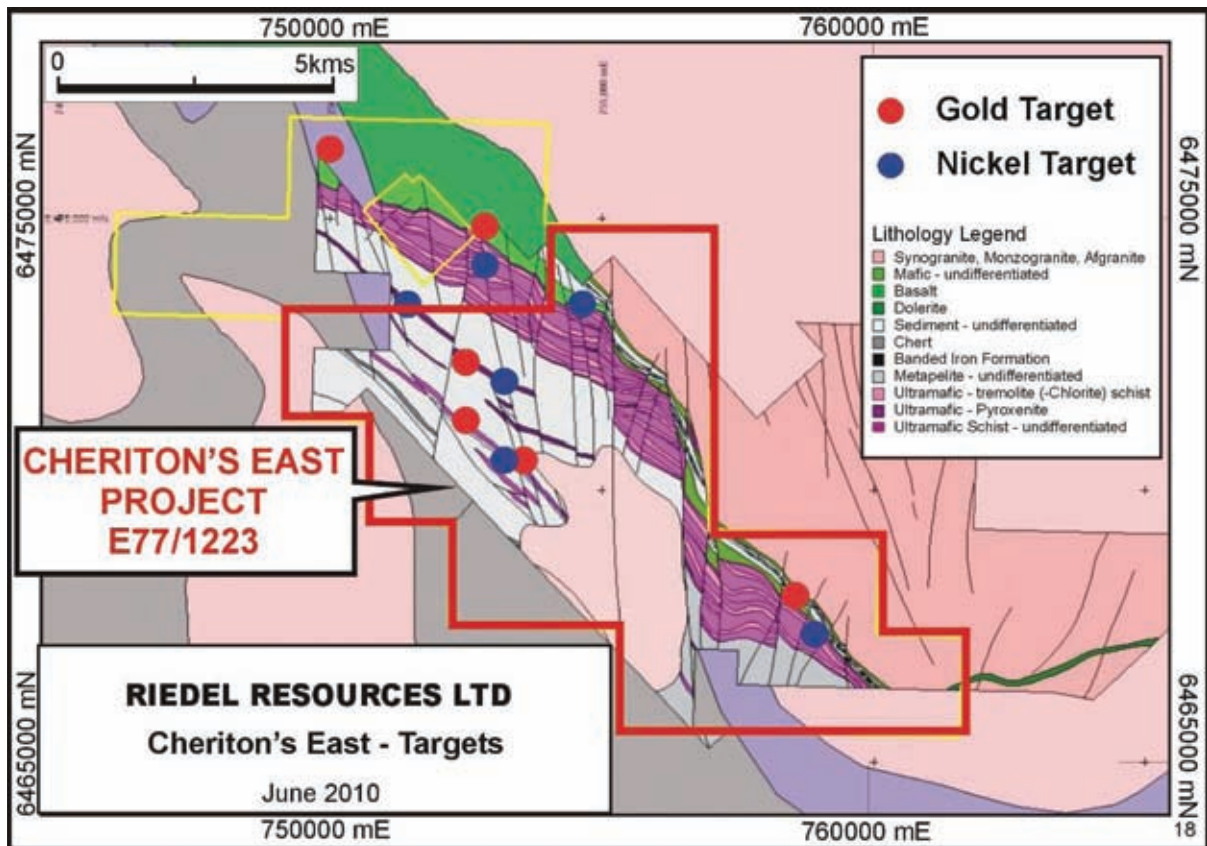 750000 mE
760000 mE
0
5kms
Gold Target
Nickel Target
Lithology Legend
Synogranite, Monzogranite, Afgranite
Mafic - undifferentiated
Basalt
Dolerite
Sediment - undifferentiated
Chert
Banded Iron Formation
Metapelite - undifferentiated
Ultramafic - tremolite (-Chlorite) schist
Ultramafic - Pyroxenite
Ultramafic Schist - undifferentiated
6475000 mN
6475000 mN
CHERITON'S EAST
PROJECT
E77/1223
RIEDEL RESOURCES LTD
Cheriton's East - Targets
June 2010
6465000 mN
6465000 mN
750000 mE
760000 mE
18